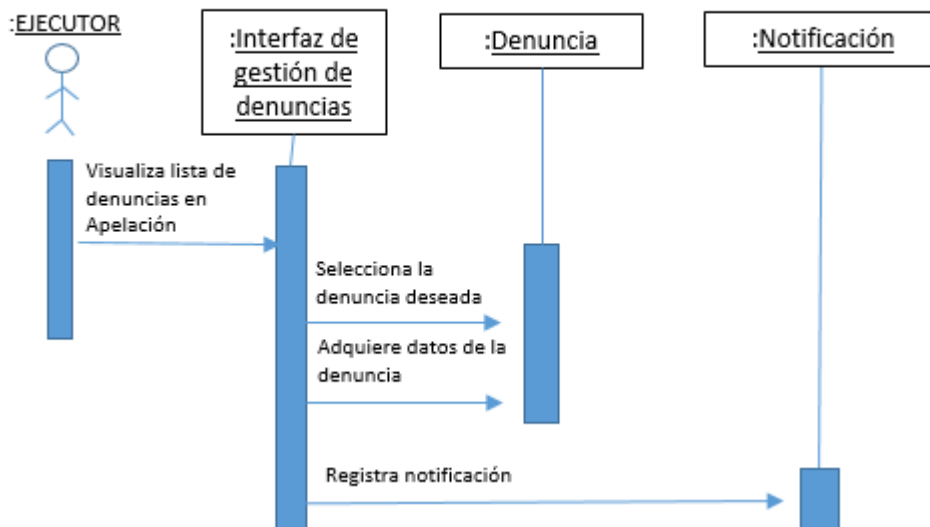 :EJECUTOR
:Interfaz de
gestión de
denuncias
:Denuncia
:Notificación
Visualiza lista de
denuncias en
Apelación
Selecciona la
denuncia deseada
Adquiere datos de la
denuncia
Registra notificación